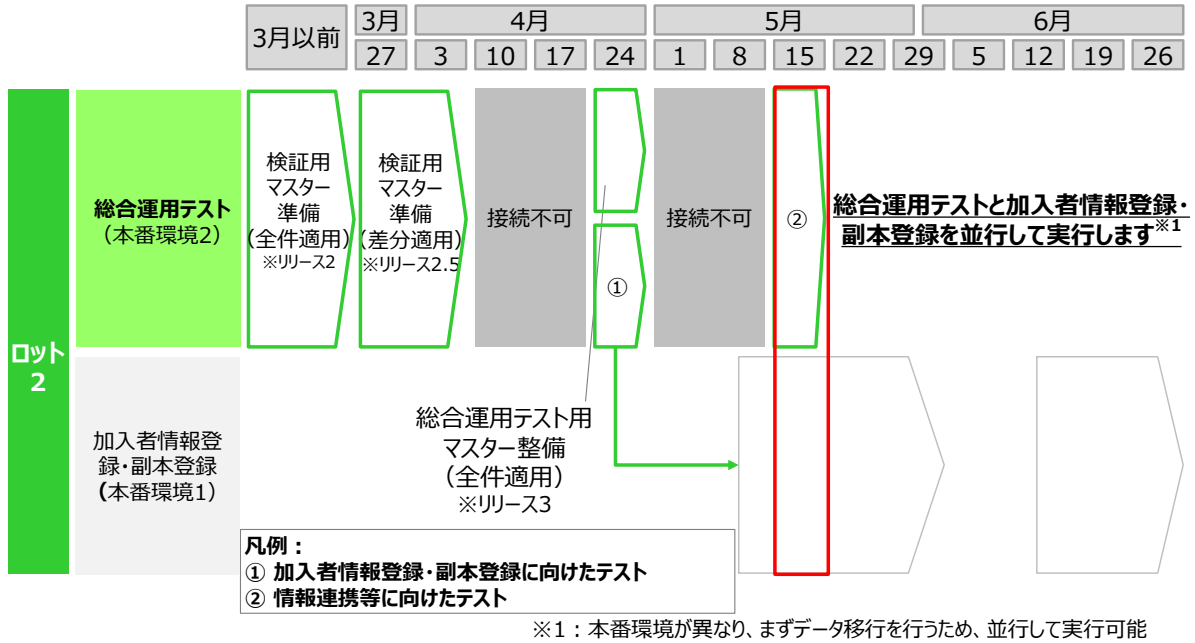 3月以前
3月
4月
5月
6月
27
3
10
17
24
1
8
15
22
29
5
12
19
26
ロット
2
総合運用テスト
（本番環境2）
検証用
マスター
準備
(全件適用)
※リリース2
検証用
マスター
準備
(差分適用)
※リリース2.5
接続不可
①
接続不可
②
総合運用テストと加入者情報登録・
副本登録を並行して実行します※1
加入者情報登
録・副本登録
(本番環境1）
総合運用テスト用
マスター整備
（全件適用）
※リリース3
凡例：
① 加入者情報登録・副本登録に向けたテスト
② 情報連携等に向けたテスト
※1：本番環境が異なり、まずデータ移行を行うため、並行して実行可能